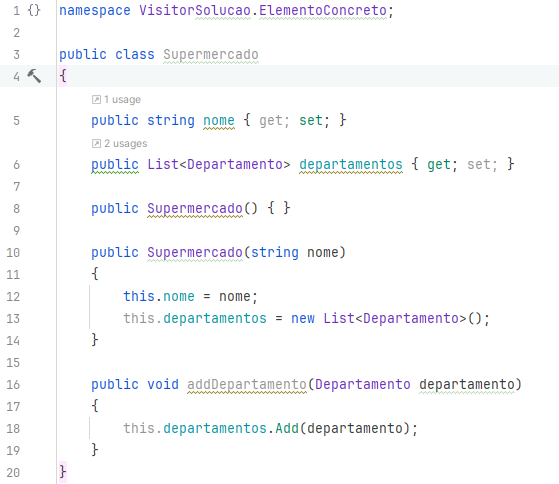 1 {} namespace VisitorSolucao.ElementoConcreto;
2
3 public class Supermercado
4 {
1 usage
5 public string nome { get; set; }
2 usages
6 public List<Departamento> departamentos { get; set; }
7
8 public Supermercado() { }
9
10 public Supermercado(string nome)
11 {
12 this.nome = nome;
13 this.departamentos = new List<Departamento>();
14 }
15
16 public void addDepartamento(Departamento departamento)
17 {
18 this.departamentos.Add(departamento);
19 }
20 }